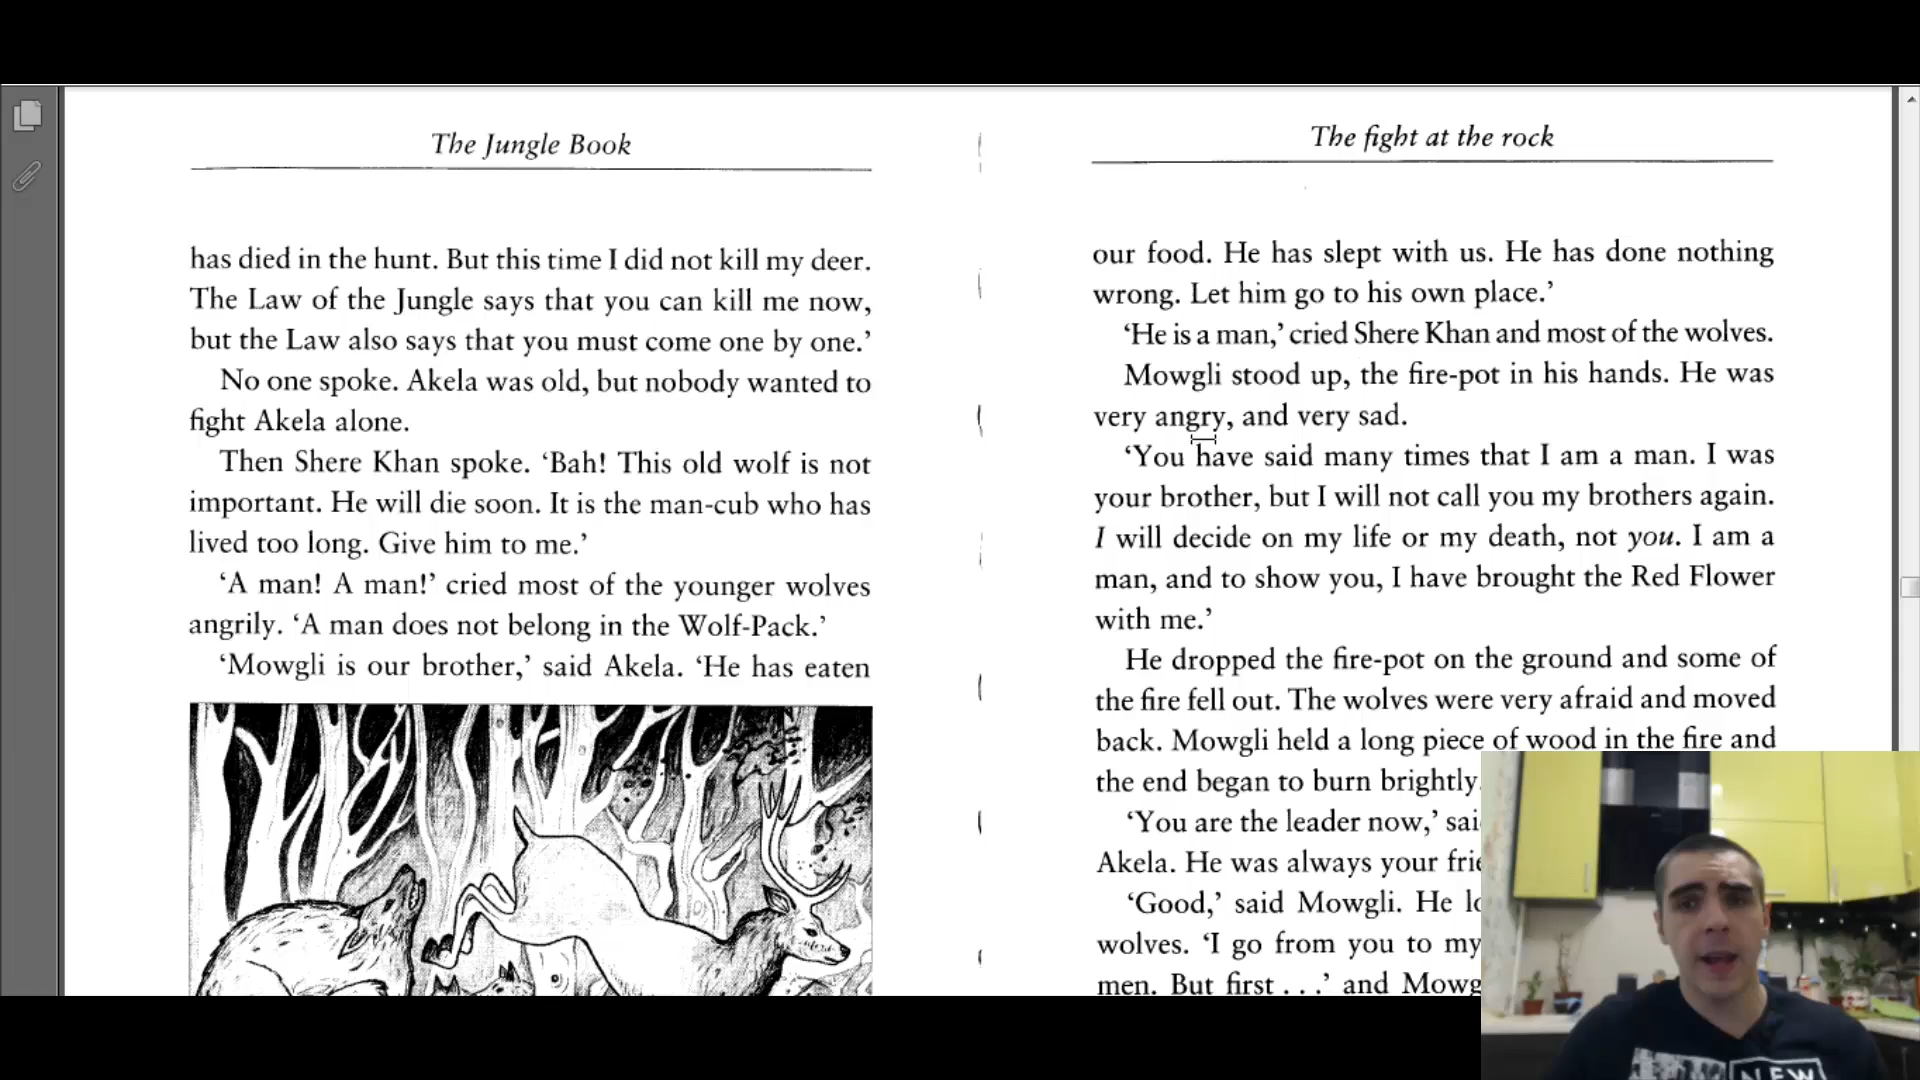 The Jungle Book
has died in the hunt. But this time I did not kill my deer.
The Law of the Jungle says that you can kill me now,
but the Law also says that you must come one by one.’
No one spoke. Akela was old, but nobody wanted to
fight Akela alone.
Then Shere Khan spoke. ‘Bah! This old wolf is not
important. He will die soon. It is the man-cub who has
lived too long. Give him to me.’
‘A man! A man!’ cried most of the younger wolves
angrily. ‘A man does not belong in the Wolf-Pack.’
‘Mowgli is our brother,’ said Akela. ‘He has eaten
The fight at the rock
our food. He has slept with us. He has done nothing
wrong. Let him go to his own place.’
‘He is a man,’ cried Shere Khan and most of the wolves.
Mowgli stood up, the fire-pot in his hands. He was
very angry, and very sad.
‘You have said many times that I am a man. I was
your brother, but I will not call you my brothers again.
I will decide on my life or my death, not you. I am a
man, and to show you, I have brought the Red Flower
with me.’
He dropped the fire-pot on the ground and some of
the fire fell out. The wolves were very afraid and moved
back. Mowgli held a long piece of wood in the fire and
the end began to burn brightly.
‘You are the leader now,’
Akela. He was always your
‘Good,’ said Mowgli. He
wolves. ‘I go from you to my
men. But first . . .’ and
NEW